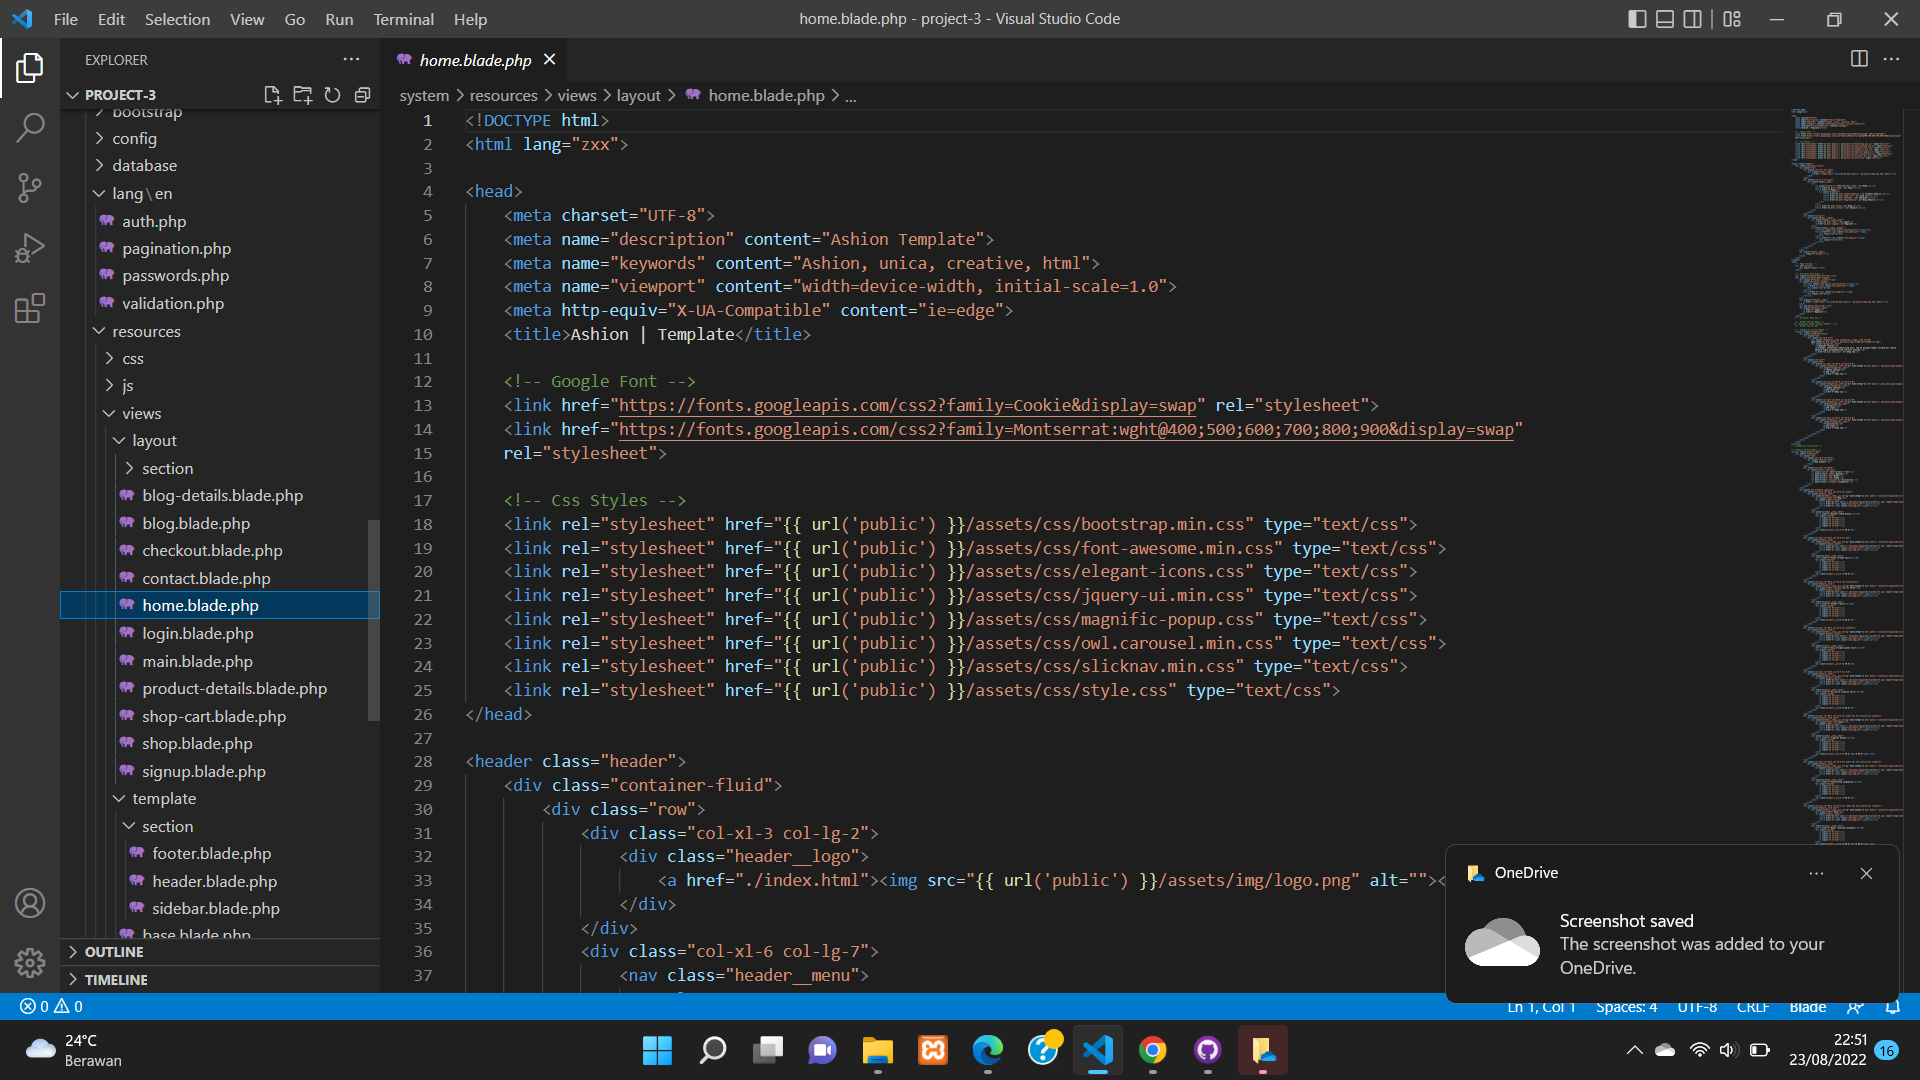 File Edit Selection View Go Run Terminal Help
home.blade.php - project-3 - Visual Studio Code
EXPLORER
PROJECT-3
bootstrap
config
database
lang\en
auth.php
pagination.php
passwords.php
validation.php
resources
css
js
views
layout
section
blog-details.blade.php
blog.blade.php
checkout.blade.php
contact.blade.php
home.blade.php
login.blade.php
main.blade.php
product-details.blade.php
shop-cart.blade.php
shop.blade.php
signup.blade.php
template
section
footer.blade.php
header.blade.php
sidebar.blade.php
base.blade.php
OUTLINE
TIMELINE
home.blade.php
system > resources > views > layout > home.blade.php > ...
1 <!DOCTYPE html>
2 <html lang="zxx">
3
4 <head>
5 <meta charset="UTF-8">
6 <meta name="description" content="Ashion Template">
7 <meta name="keywords" content="Ashion, unica, creative, html">
8 <meta name="viewport" content="width=device-width, initial-scale=1.0">
9 <meta http-equiv="X-UA-Compatible" content="ie=edge">
10 <title>Ashion | Template</title>
11
12 <!-- Google Font -->
13 <link href="https://fonts.googleapis.com/css2?family=Cookie&display=swap" rel="stylesheet">
14 <link href="https://fonts.googleapis.com/css2?family=Montserrat:wght@400;500;600;700;800;900&display=swap"
15 rel="stylesheet">
16
17 <!-- Css Styles -->
18 <link rel="stylesheet" href="{{ url('public') }}/assets/css/bootstrap.min.css" type="text/css">
19 <link rel="stylesheet" href="{{ url('public') }}/assets/css/font-awesome.min.css" type="text/css">
20 <link rel="stylesheet" href="{{ url('public') }}/assets/css/elegant-icons.css" type="text/css">
21 <link rel="stylesheet" href="{{ url('public') }}/assets/css/jquery-ui.min.css" type="text/css">
22 <link rel="stylesheet" href="{{ url('public') }}/assets/css/magnific-popup.css" type="text/css">
23 <link rel="stylesheet" href="{{ url('public') }}/assets/css/owl.carousel.min.css" type="text/css">
24 <link rel="stylesheet" href="{{ url('public') }}/assets/css/slicknav.min.css" type="text/css">
25 <link rel="stylesheet" href="{{ url('public') }}/assets/css/style.css" type="text/css">
26 </head>
27
28 <header class="header">
29 <div class="container-fluid">
30 <div class="row">
31 <div class="col-xl-3 col-lg-2">
32 <div class="header__logo">
33 <a href="./index.html"><img src="{{ url('public') }}/assets/img/logo.png" alt=""><
34 </div>
35 </div>
36 <div class="col-xl-6 col-lg-7">
37 <nav class="header__menu">
OneDrive
Screenshot saved
The screenshot was added to your
OneDrive.
0 0
Ln 1, Col 1 Spaces: 4 UTF-8 CRLF Blade
24°C
Berawan
22:51
23/08/2022
16